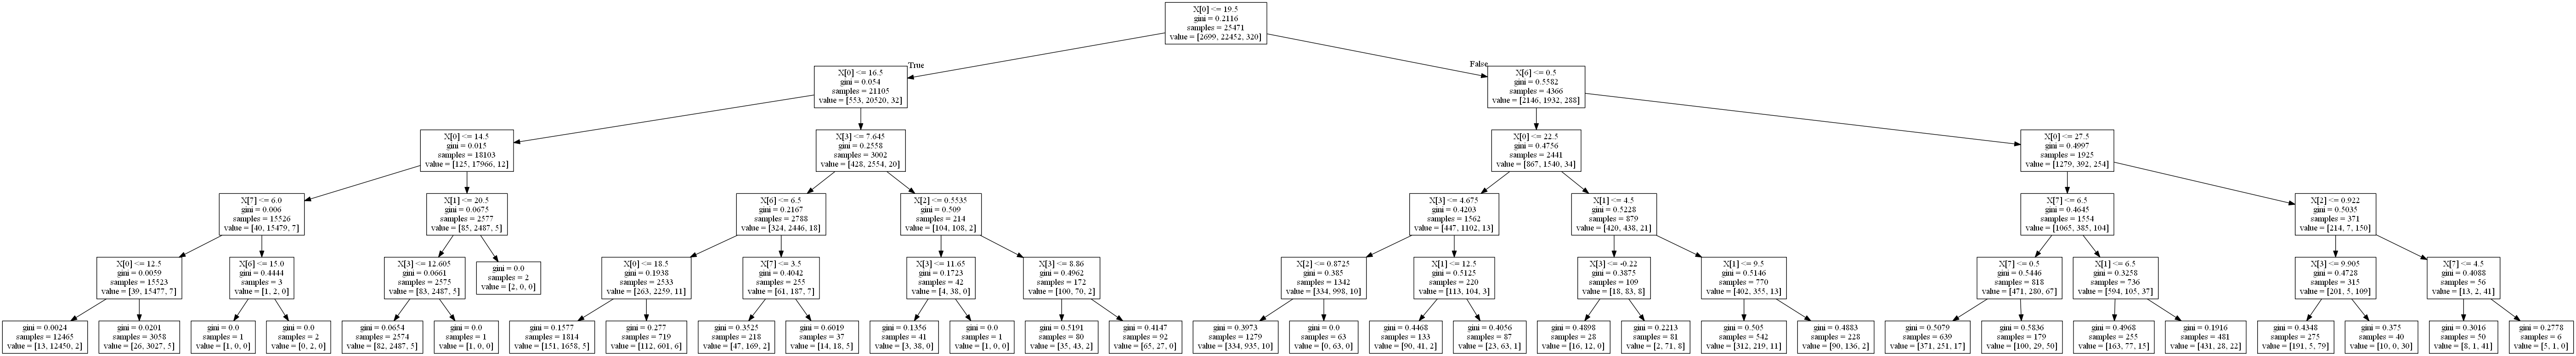 X[0] <= 19.5
gini = 0.2116
samples = 25471
value = [2699, 22452, 320]
True
False
X[0] <= 16.5
gini = 0.054
samples = 21105
value = [553, 20520, 32]
X[6] <= 0.5
gini = 0.5582
samples = 4366
value = [2146, 1932, 288]
X[0] <= 14.5
gini = 0.015
samples = 18103
value = [125, 17966, 12]
X[3] <= 7.645
gini = 0.2558
samples = 3002
value = [428, 2554, 20]
X[0] <= 22.5
gini = 0.4756
samples = 2441
value = [867, 1540, 34]
X[0] <= 27.5
gini = 0.4997
samples = 1925
value = [1279, 392, 254]
X[7] <= 6.0
gini = 0.006
samples = 15526
value = [40, 15479, 7]
X[1] <= 20.5
gini = 0.0675
samples = 2577
value = [85, 2487, 5]
X[6] <= 6.5
gini = 0.2167
samples = 2788
value = [324, 2446, 18]
X[2] <= 0.5535
gini = 0.509
samples = 214
value = [104, 108, 2]
X[3] <= 4.675
gini = 0.4203
samples = 1562
value = [447, 1102, 13]
X[1] <= 4.5
gini = 0.5228
samples = 879
value = [420, 438, 21]
X[7] <= 6.5
gini = 0.4645
samples = 1554
value = [1065, 385, 104]
X[2] <= 0.922
gini = 0.5035
samples = 371
value = [214, 7, 150]
X[0] <= 12.5
gini = 0.0059
samples = 15523
value = [39, 15477, 7]
X[6] <= 15.0
gini = 0.4444
samples = 3
value = [1, 2, 0]
X[3] <= 12.605
gini = 0.0661
samples = 2575
value = [83, 2487, 5]
gini = 0.0
samples = 2
value = [2, 0, 0]
X[0] <= 18.5
gini = 0.1938
samples = 2533
value = [263, 2259, 11]
X[7] <= 3.5
gini = 0.4042
samples = 255
value = [61, 187, 7]
X[3] <= 11.65
gini = 0.1723
samples = 42
value = [4, 38, 0]
X[3] <= 8.86
gini = 0.4962
samples = 172
value = [100, 70, 2]
X[2] <= 0.8725
gini = 0.385
samples = 1342
value = [334, 998, 10]
X[1] <= 12.5
gini = 0.5125
samples = 220
value = [113, 104, 3]
X[3] <= -0.22
gini = 0.3875
samples = 109
value = [18, 83, 8]
X[1] <= 9.5
gini = 0.5146
samples = 770
value = [402, 355, 13]
X[7] <= 0.5
gini = 0.5446
samples = 818
value = [471, 280, 67]
X[1] <= 6.5
gini = 0.3258
samples = 736
value = [594, 105, 37]
X[3] <= 9.905
gini = 0.4728
samples = 315
value = [201, 5, 109]
X[7] <= 4.5
gini = 0.4088
samples = 56
value = [13, 2, 41]
gini = 0.0024
samples = 12465
value = [13, 12450, 2]
gini = 0.0201
samples = 3058
value = [26, 3027, 5]
gini = 0.0
samples = 1
value = [1, 0, 0]
gini = 0.0
samples = 2
value = [0, 2, 0]
gini = 0.0654
samples = 2574
value = [82, 2487, 5]
gini = 0.0
samples = 1
value = [1, 0, 0]
gini = 0.1577
samples = 1814
value = [151, 1658, 5]
gini = 0.277
samples = 719
value = [112, 601, 6]
gini = 0.3525
samples = 218
value = [47, 169, 2]
gini = 0.6019
samples = 37
value = [14, 18, 5]
gini = 0.1356
samples = 41
value = [3, 38, 0]
gini = 0.0
samples = 1
value = [1, 0, 0]
gini = 0.5191
samples = 80
value = [35, 43, 2]
gini = 0.4147
samples = 92
value = [65, 27, 0]
gini = 0.3973
samples = 1279
value = [334, 935, 10]
gini = 0.0
samples = 63
value = [0, 63, 0]
gini = 0.4468
samples = 133
value = [90, 41, 2]
gini = 0.4056
samples = 87
value = [23, 63, 1]
gini = 0.4898
samples = 28
value = [16, 12, 0]
gini = 0.2213
samples = 81
value = [2, 71, 8]
gini = 0.505
samples = 542
value = [312, 219, 11]
gini = 0.4883
samples = 228
value = [90, 136, 2]
gini = 0.5079
samples = 639
value = [371, 251, 17]
gini = 0.5836
samples = 179
value = [100, 29, 50]
gini = 0.4968
samples = 255
value = [163, 77, 15]
gini = 0.1916
samples = 481
value = [431, 28, 22]
gini = 0.4348
samples = 275
value = [191, 5, 79]
gini = 0.375
samples = 40
value = [10, 0, 30]
gini = 0.3016
samples = 50
value = [8, 1, 41]
gini = 0.2778
samples = 6
value = [5, 1, 0]